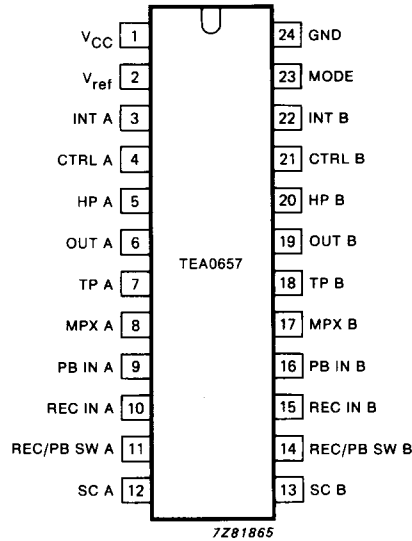 VCC 1 24 GND
Vref 2 23 MODE
INT A 3 22 INT B
CTRL A 4 21 CTRL B
HP A 5 20 HP B
OUT A 6 19 OUT B
TEA0657
TP A 7 18 TP B
MPX A 8 17 MPX B
PB IN A 9 16 PB IN B
REC IN A 10 15 REC IN B
REC/PB SW A 11 14 REC/PB SW B
SC A 12 13 SC B
7Z81865